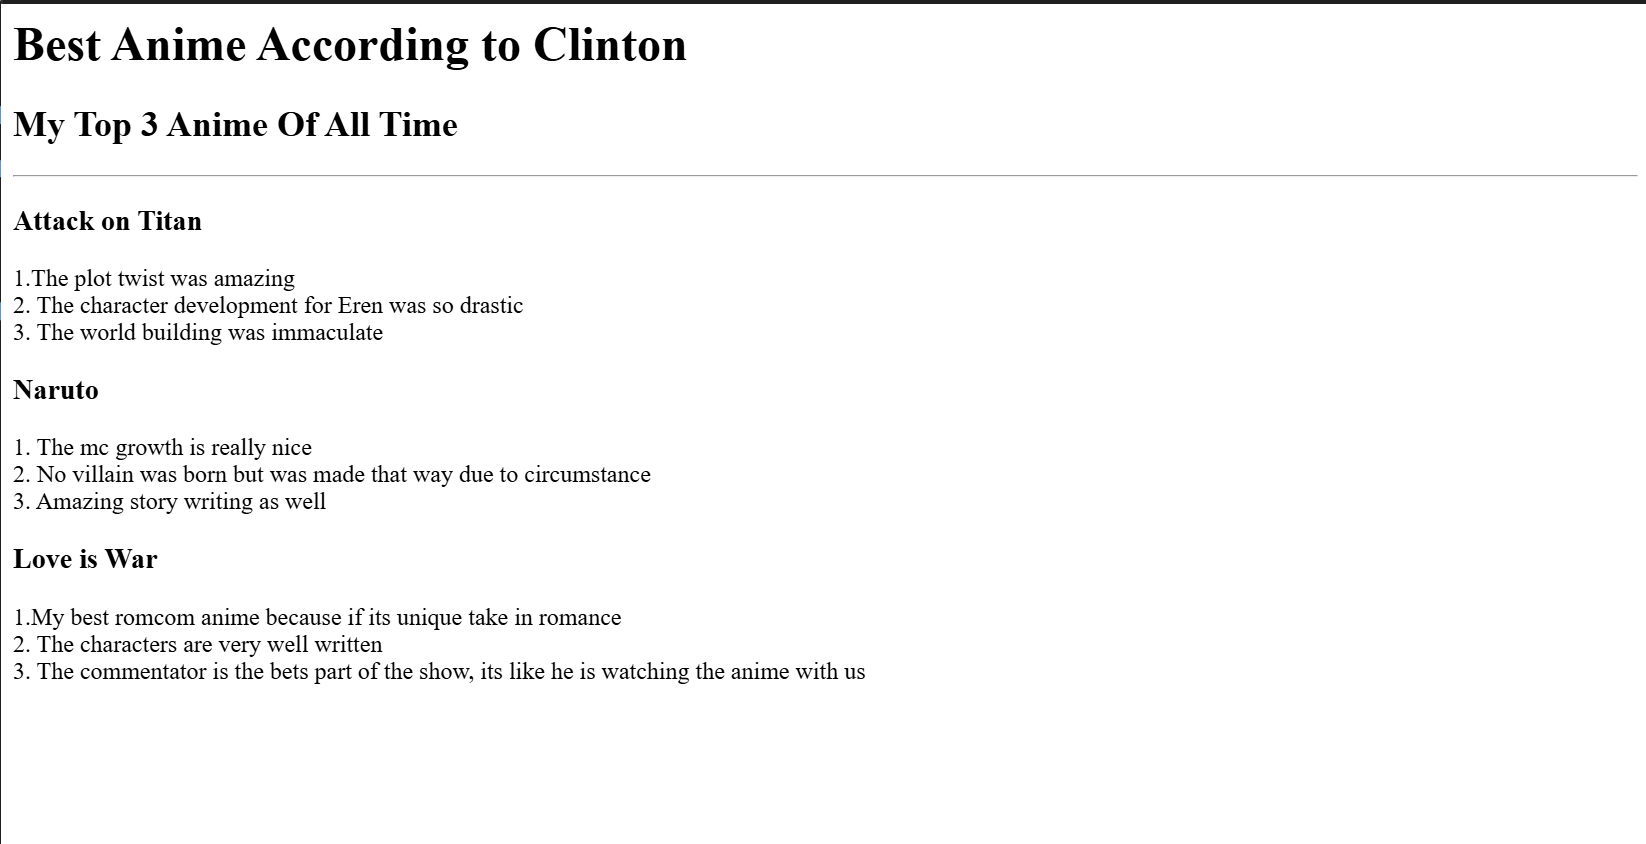 Best Anime According to Clinton
My Top 3 Anime Of All Time
Attack on Titan
1.The plot twist was amazing
2. The character development for Eren was so drastic
3. The world building was immaculate
Naruto
1. The mc growth is really nice
2. No villain was born but was made that way due to circumstance
3. Amazing story writing as well
Love is War
1.My best romcom anime because if its unique take in romance
2. The characters are very well written
3. The commentator is the bets part of the show, its like he is watching the anime with us